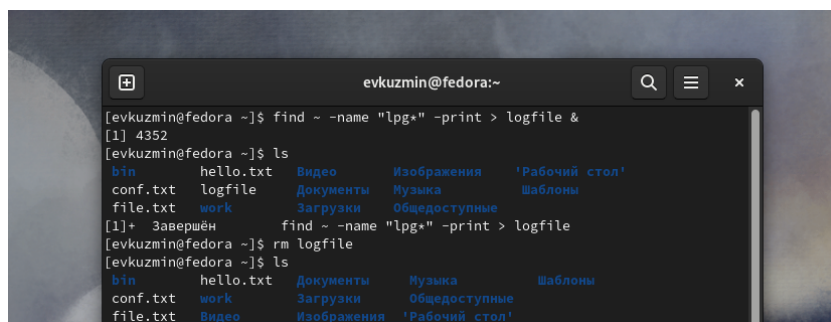 evkuzmin@fedora:~
[evkuzmin@fedora ~]$ find ~ -name "lpg*" -print > logfile &
[1] 4352
[evkuzmin@fedora ~]$ ls
bin hello.txt Видео Изображения 'Рабочий стол'
conf.txt logfile Документы Музыка Шаблоны
file.txt work Загрузки Общедоступные
[1]+ Завершён find ~ -name "lpg*" -print > logfile
[evkuzmin@fedora ~]$ rm logfile
[evkuzmin@fedora ~]$ ls
bin hello.txt Документы Музыка Шаблоны
conf.txt work Загрузки Общедоступные
file.txt Видео Изображения 'Рабочий стол'